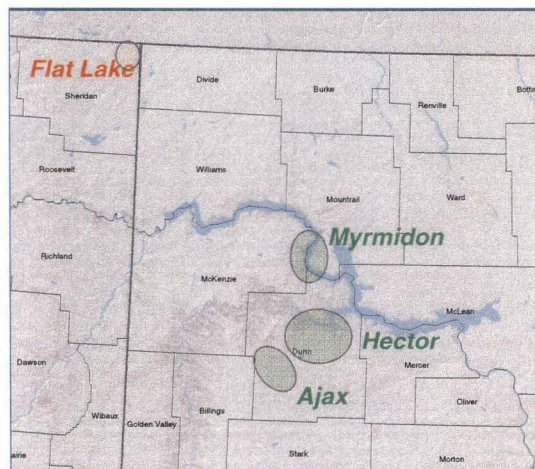 Flat Lake
Sheridan
Divide
Burke
Renville
Bottin
Roosevelt
Williams
Mountrail
Ward
Myrmidon
Richland
McKenzie
McLean
Hector
Dunn
Dawson
Mercer
Ajax
Wibaux
Golden Valley
Billings
Oliver
airie
Stark
Morton